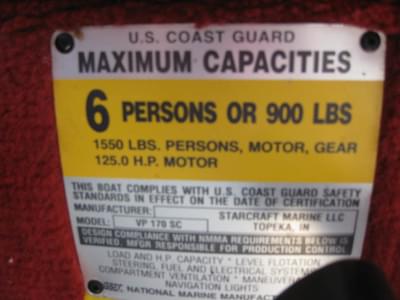 U.S. COAST GUARD
MAXIMUM CAPACITIES
6 PERSONS OR 900 LBS
1550 LBS. PERSONS, MOTOR, GEAR
125.0 H.P. MOTOR
THIS BOAT COMPLIES WITH U.S. COAST GUARD SAFETY
STANDARDS IN EFFECT ON THE DATE OF CERTIFICATION
MANUFACTURER: STARCRAFT MARINE LLC
MODEL: VP 170 SC TOPEKA, IN
DESIGN COMPLIANCE WITH NMMA REQUIREMENTS BELOW IS
VERIFIED. MFGR RESPONSIBLE FOR PRODUCTION CONTROL
LOAD AND H.P. CAPACITY * LEVEL FLOTATION
STEERING, FUEL AND ELECTRICAL SYSTEMS
COMPARTMENT VENTILATION * MANEUVER
NAVIGATION LIGHTS
NATIONAL MARINE MANUFAC